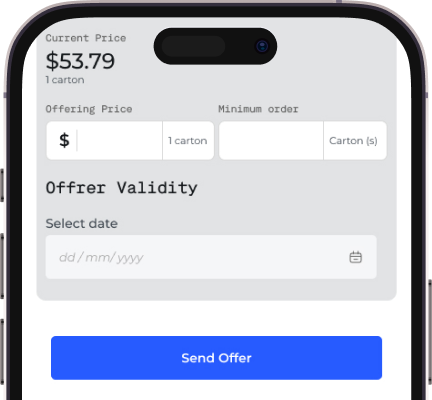 Current Price
$53.79
1 carton
Offering Price Minimum order
$ 1 carton Carton (s)
Offrer Validity
Select date
dd / mm/ yyyy
Send Offer